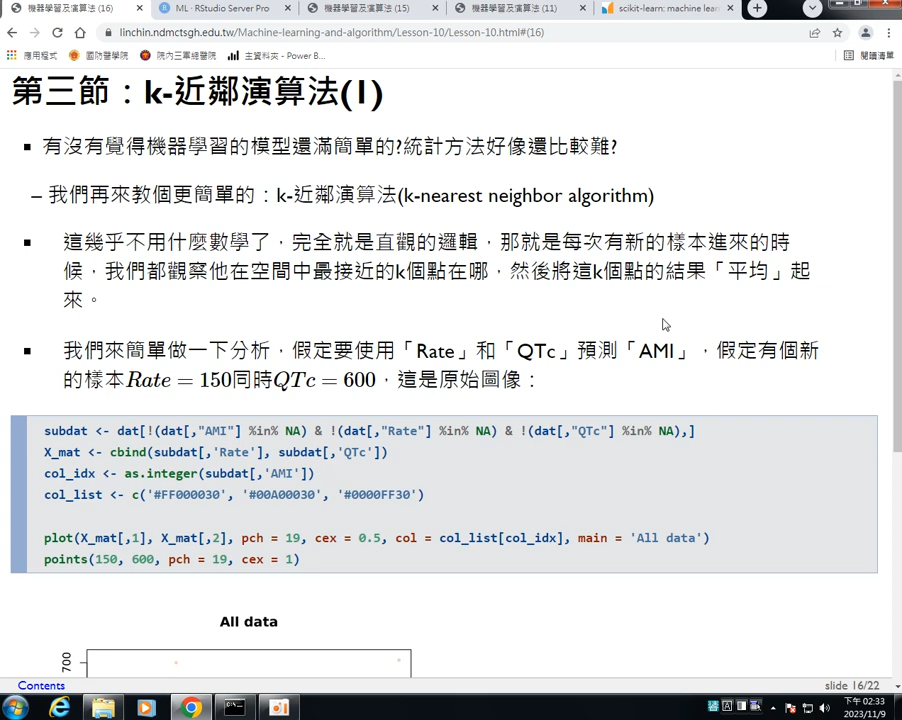 機器學習及演算法 (16)
ML · RStudio Server Pro
機器學習及演算法 (15)
機器學習及演算法 (11)
scikit-learn: machine lear
linchin.ndmctsgh.edu.tw/Machine-learning-and-algorithm/Lesson-10/Lesson-10.html#(16)
應用程式
國防醫學院
院內三軍總醫院
主資料夾 - Power B...
閱讀清單
第三節：k-近鄰演算法(1)
有沒有覺得機器學習的模型還滿簡單的?統計方法好像還比較難?
– 我們再來教個更簡單的：k-近鄰演算法(k-nearest neighbor algorithm)
這幾乎不用什麼數學了，完全就是直觀的邏輯，那就是每次有新的樣本進來的時
候，我們都觀察他在空間中最接近的k個點在哪，然後將這k個點的結果「平均」起
來。
我們來簡單做一下分析，假定要使用「Rate」和「QTc」預測「AMI」，假定有個新
的樣本Rate = 150同時QTc = 600，這是原始圖像：
subdat <- dat[!(dat[,"AMI"] %in% NA) & !(dat[,"Rate"] %in% NA) & !(dat[,"QTc"] %in% NA),]
X_mat <- cbind(subdat[,'Rate'], subdat[,'QTc'])
col_idx <- as.integer(subdat[,'AMI'])
col_list <- c('#FF000030', '#00A00030', '#0000FF30')
plot(X_mat[,1], X_mat[,2], pch = 19, cex = 0.5, col = col_list[col_idx], main = 'All data')
points(150, 600, pch = 19, cex = 1)
All data
700
Contents
slide 16/22
下午 02:33
2023/11/9